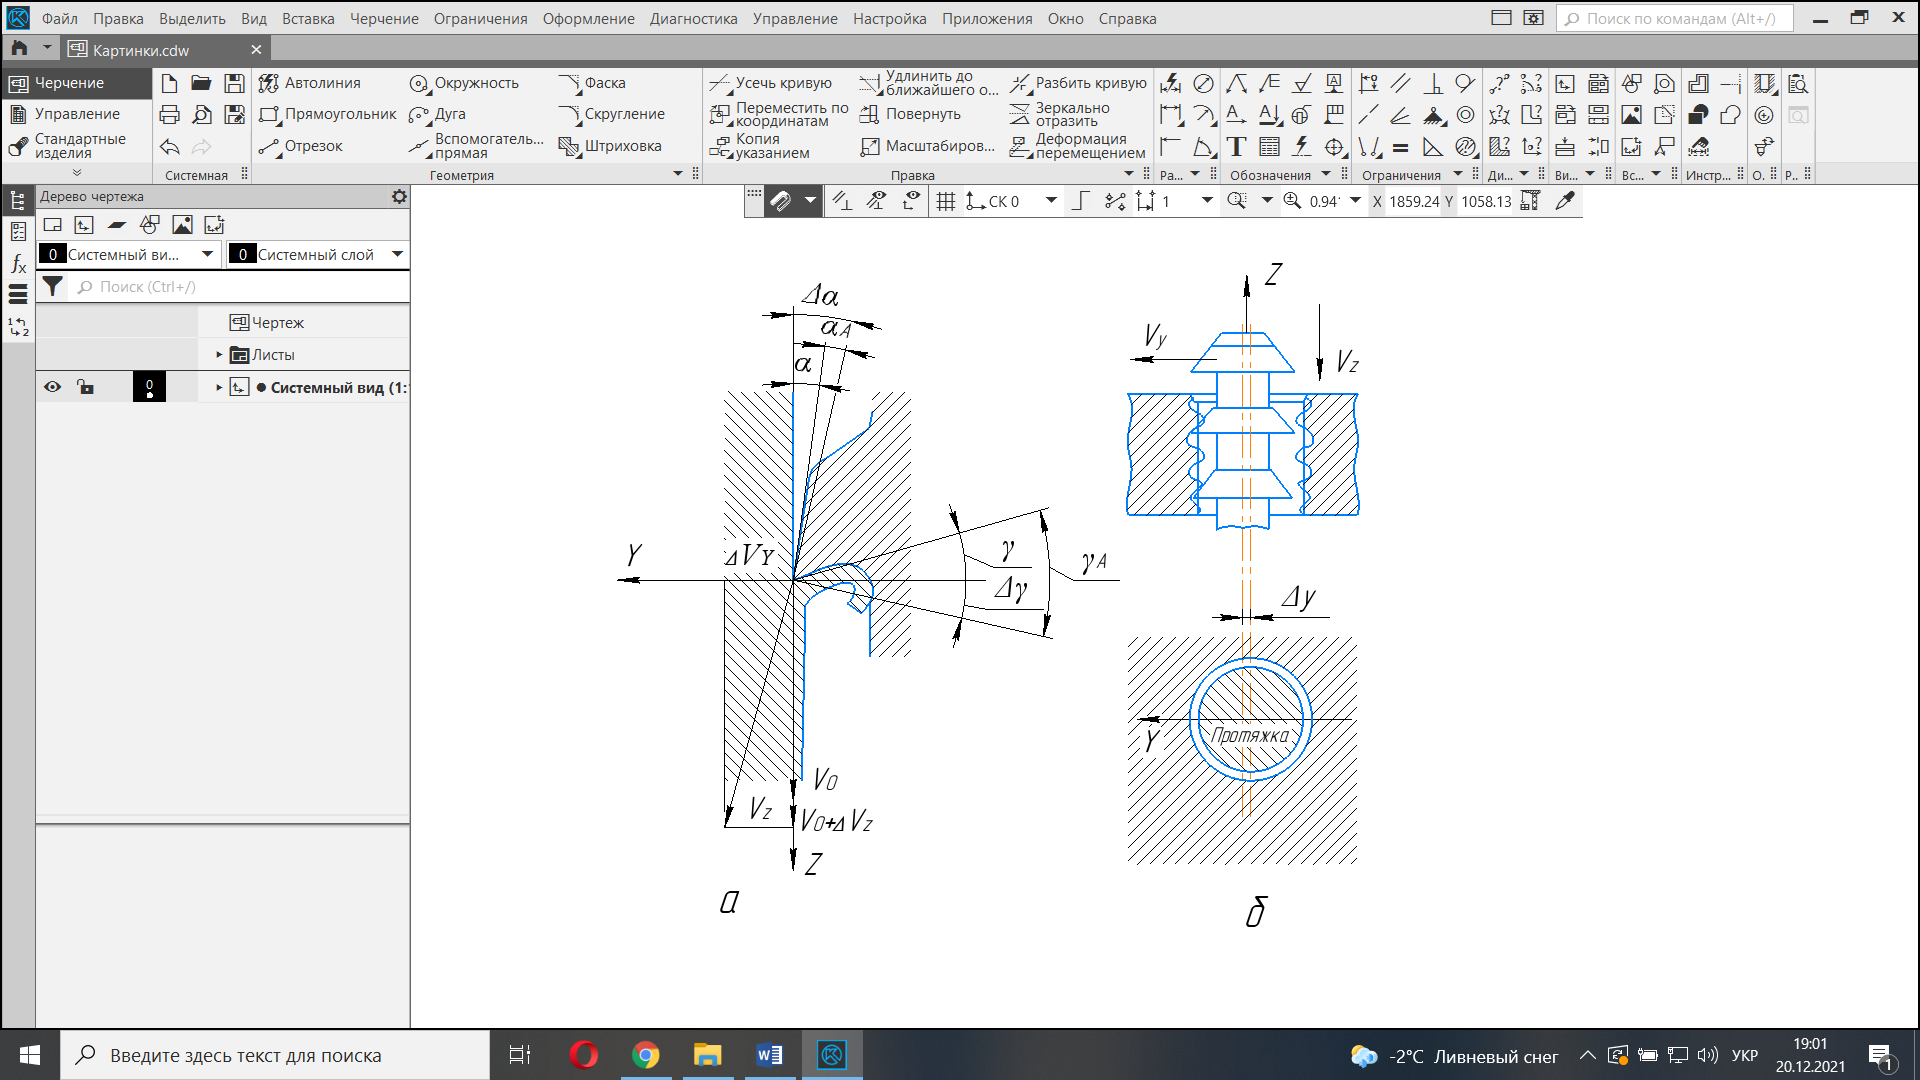 Файл Правка Выделить Вид Вставка Черчение Ограничения Оформление Диагностика Управление Настройка Приложения Окно Справка Поиск по командам (Alt+/)
Картинки.cdw
Черчение
Управление
Стандартные
изделия
Системная
Автолиния Окружность Фаска
Прямоугольник Дуга Скругление
Отрезок Вспомогатель...
прямая Штриховка
Геометрия
Усечь кривую Удлинить до
ближайшего о... Разбить кривую
Переместить по
координатам Повернуть Зеркально
отразить
Копия
указанием Масштабиров... Деформация
перемещением
Правка
Ра... Обозначения Ограничения Ди... Ви... Вс... Инстр... О. Р..
Дерево чертежа
СК 0 1 0.94 X 1859.24 Y 1058.13
0 Системный ви... 0 Системный слой
Поиск (Ctrl+/)
Чертеж
Листы
0 Системный вид (1:
Δα
αA
α
Y
ΔVY
γ
Δγ
γA
V0
Vz
V0+ΔVz
Z
а
Z
Vy
Vz
Δy
Протяжка
Y
б
Введите здесь текст для поиска
-2°C Ливневый снег
УКР
19:01
20.12.2021
1